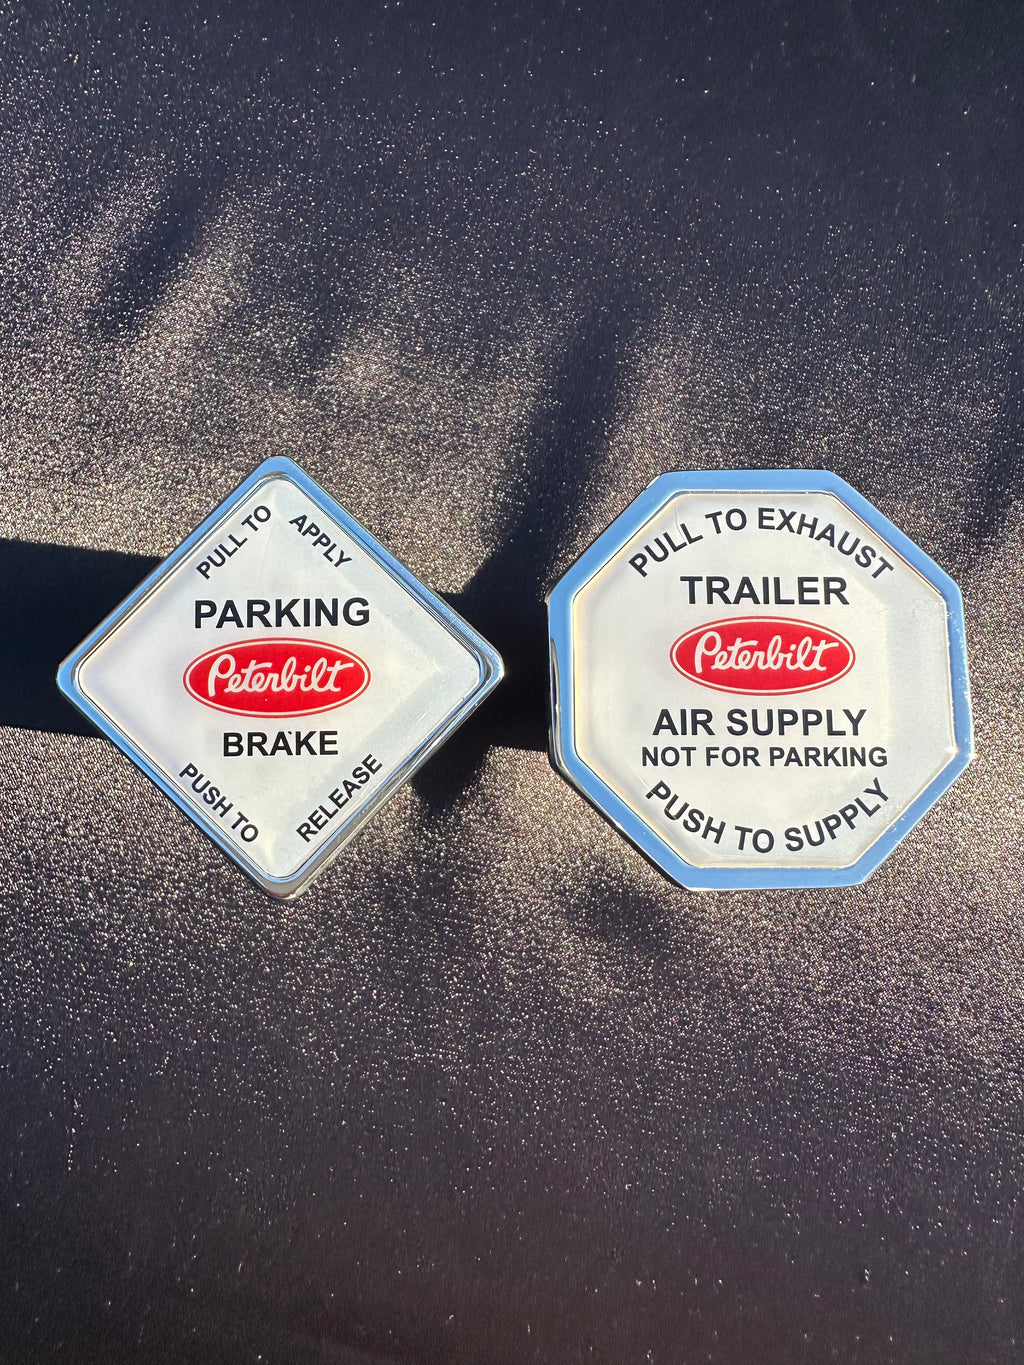 PULL TO APPLY
PARKING
Peterbilt
BRAKE
PUSH TO RELEASE
PULL TO EXHAUST
TRAILER
Peterbilt
AIR SUPPLY
NOT FOR PARKING
PUSH TO SUPPLY